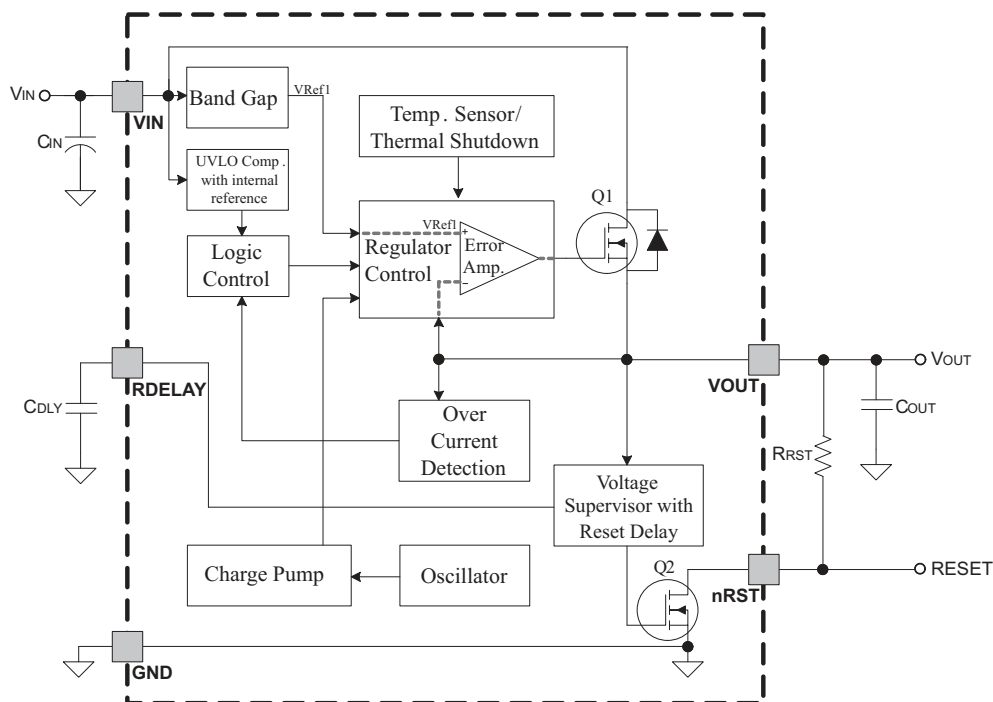 VIN
VIN
CIN
Band Gap
VRef1
Temp. Sensor/
Thermal Shutdown
UVLO Comp.
with internal
reference
Logic
Control
VRef1
Regulator
Control
+
Error
Amp.
−
Q1
RDELAY
CDLY
VOUT
VOUT
COUT
RRST
Over
Current
Detection
Voltage
Supervisor with
Reset Delay
Charge Pump
Oscillator
Q2
nRST
RESET
GND